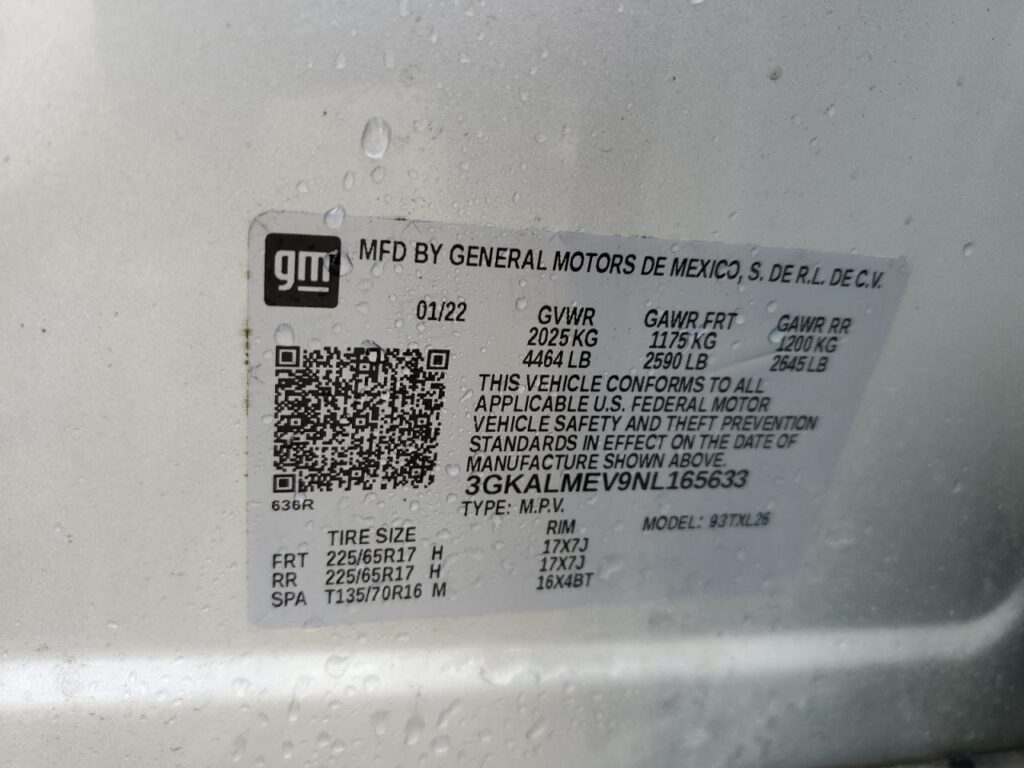 gm
MFD BY GENERAL MOTORS DE MEXICO, S. DE R.L. DE C.V.
01/22 GVWR GAWR FRT GAWR RR
2025 KG 1175 KG 1200 KG
4464 LB 2590 LB 2645 LB
THIS VEHICLE CONFORMS TO ALL
APPLICABLE U.S. FEDERAL MOTOR
VEHICLE SAFETY AND THEFT PREVENTION
STANDARDS IN EFFECT ON THE DATE OF
MANUFACTURE SHOWN ABOVE.
3GKALMEV9NL165633
636R TYPE: M.P.V. MODEL: 93TXL26
TIRE SIZE RIM
FRT 225/65R17 H 17X7J
RR 225/65R17 H 17X7J
SPA T135/70R16 M 16X4BT